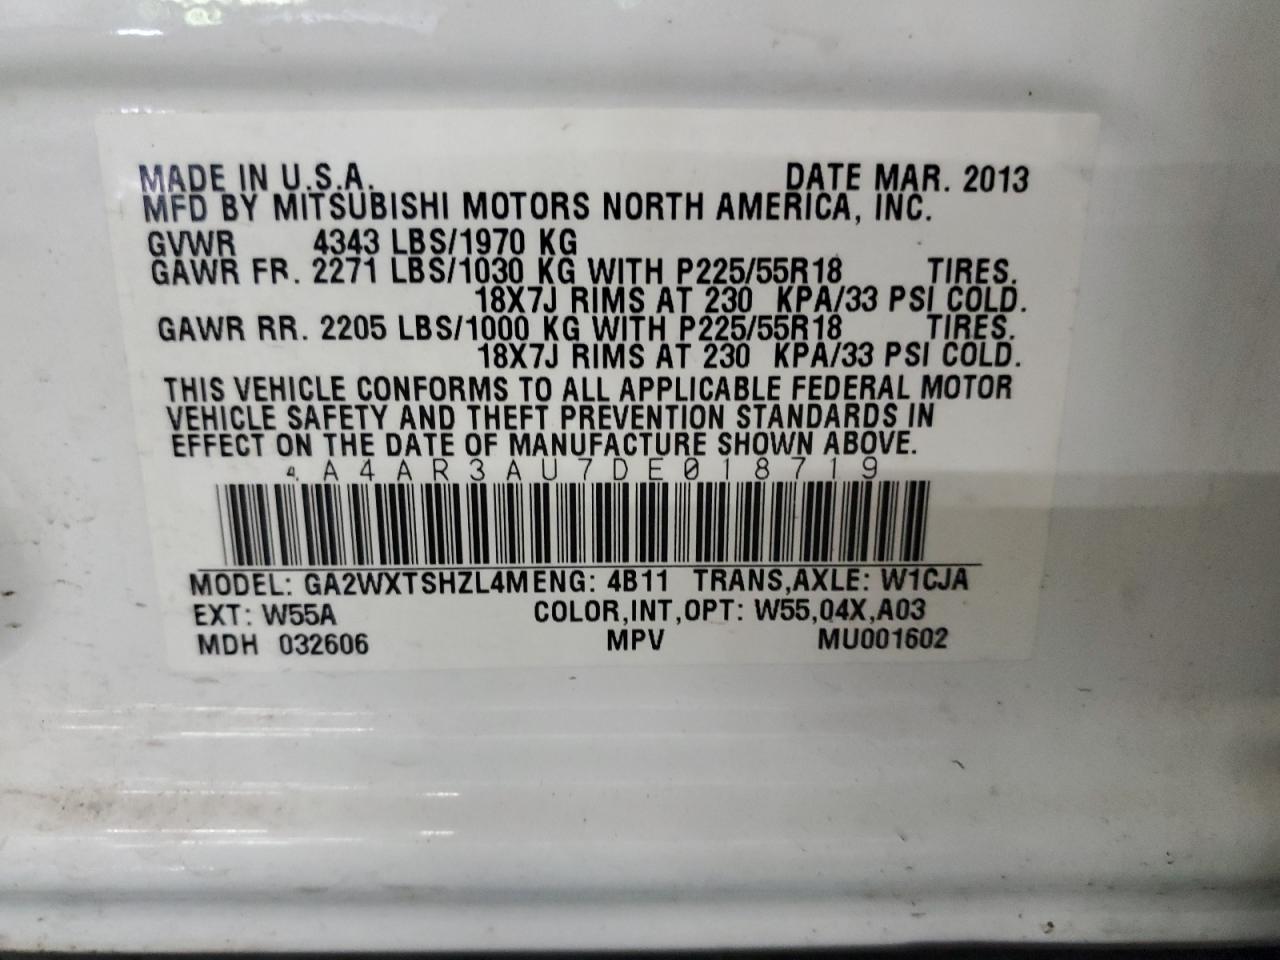 MADE IN U.S.A. DATE MAR. 2013
MFD BY MITSUBISHI MOTORS NORTH AMERICA, INC.
GVWR 4343 LBS/1970 KG
GAWR FR. 2271 LBS/1030 KG WITH P225/55R18 TIRES.
18X7J RIMS AT 230 KPA/33 PSI COLD.
GAWR RR. 2205 LBS/1000 KG WITH P225/55R18 TIRES.
18X7J RIMS AT 230 KPA/33 PSI COLD.
THIS VEHICLE CONFORMS TO ALL APPLICABLE FEDERAL MOTOR
VEHICLE SAFETY AND THEFT PREVENTION STANDARDS IN
EFFECT ON THE DATE OF MANUFACTURE SHOWN ABOVE.
4A4AR3AU7DE018719
MODEL: GA2WXTSHZL4M ENG: 4B11 TRANS,AXLE: W1CJA
EXT: W55A COLOR,INT,OPT: W55,04X,A03
MDH 032606 MPV MU001602